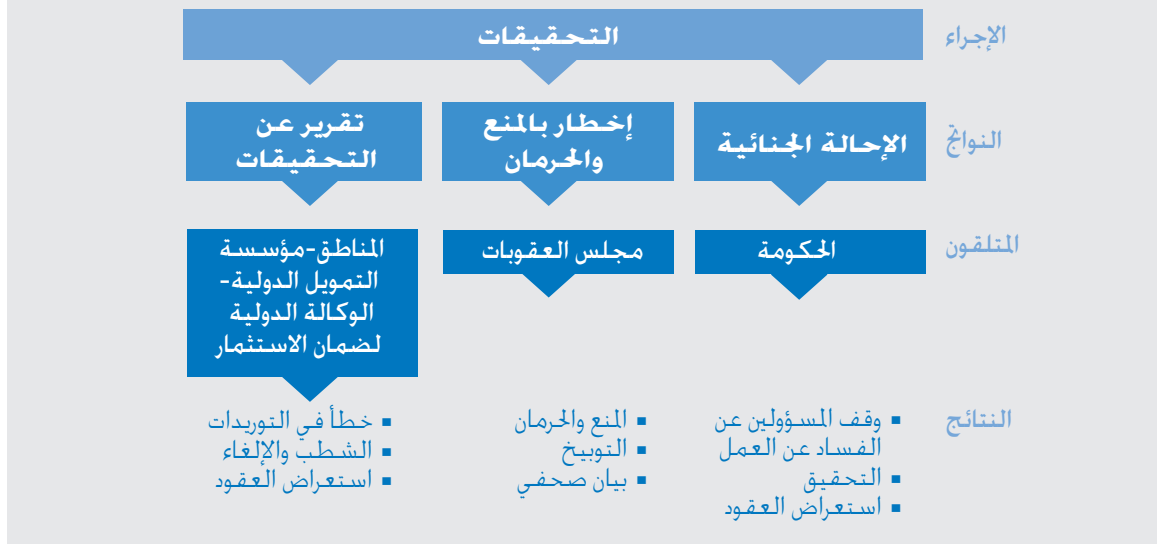 الإجراء
التحقيقات
النواتج
الإحالة الجنائية
إخطار بالمنع
والحرمان
تقرير عن
التحقيقات
المتلقون
الحكومة
مجلس العقوبات
المناطق-مؤسسة
التمويل الدولية-
الوكالة الدولية
لضمان الاستثمار
النتائج
▪ وقف المسؤولين عن
الفساد عن العمل
▪ التحقيق
▪ استعراض العقود
▪ المنع والحرمان
▪ التوبيخ
▪ بيان صحفي
▪ خطأ في التوريدات
▪ الشطب والإلغاء
▪ استعراض العقود